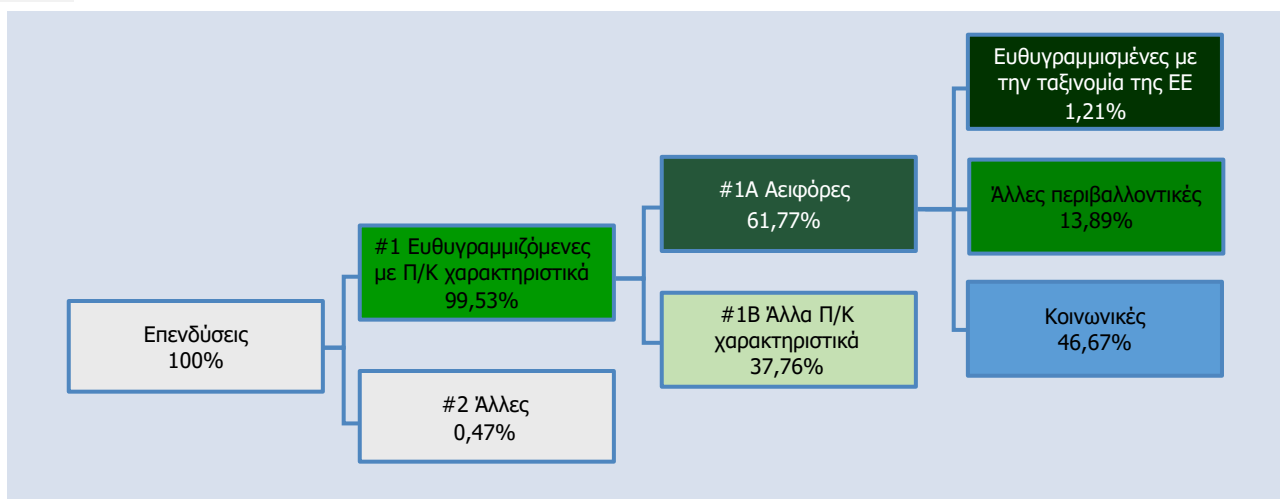 Επενδύσεις
100%
#1 Ευθυγραμμιζόμενες
με Π/Κ χαρακτηριστικά
99,53%
#2 Άλλες
0,47%
#1Α Αειφόρες
61,77%
#1Β Άλλα Π/Κ
χαρακτηριστικά
37,76%
Ευθυγραμμισμένες με
την ταξινομία της ΕΕ
1,21%
Άλλες περιβαλλοντικές
13,89%
Κοινωνικές
46,67%